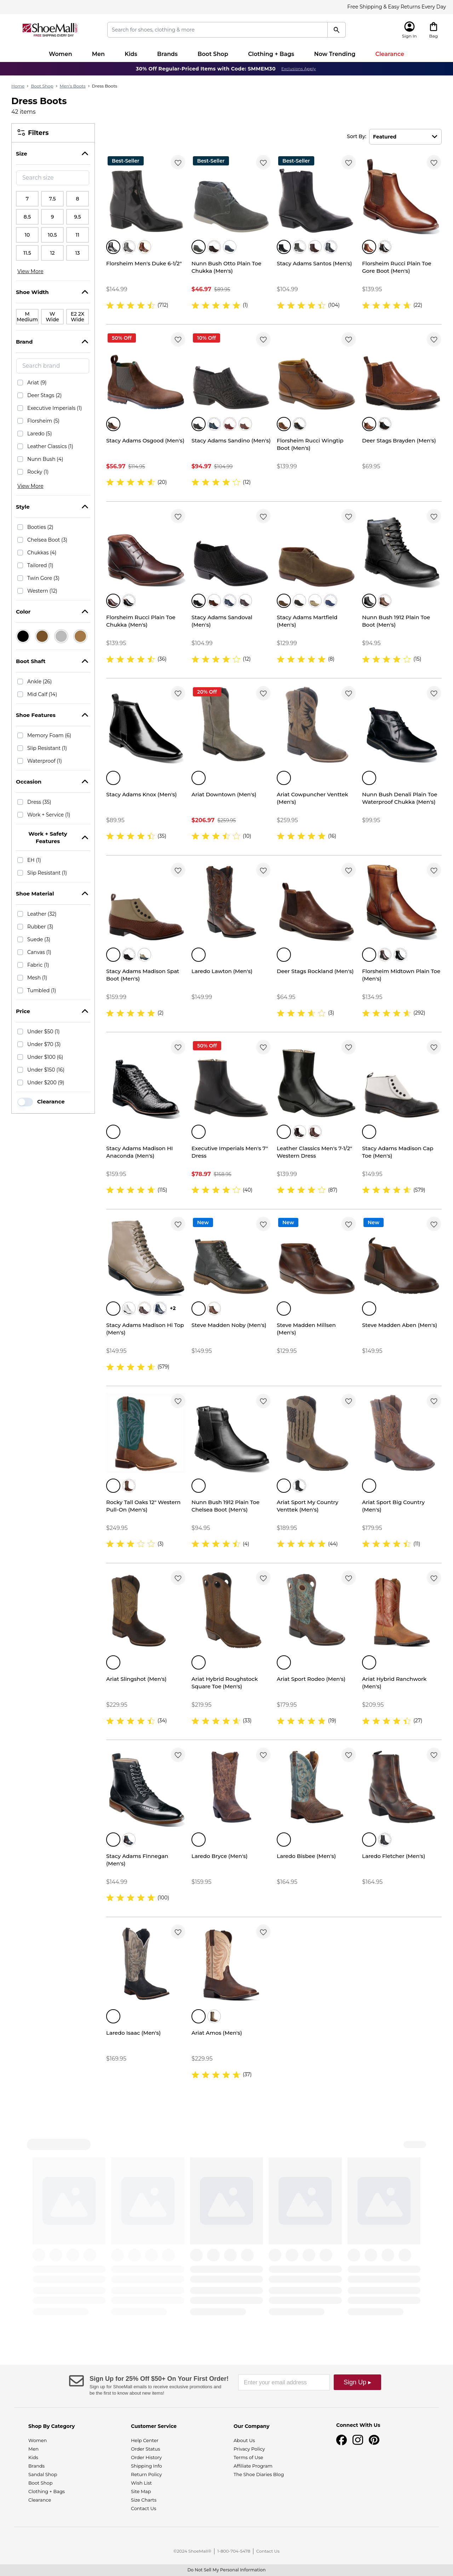 Free Shipping & Easy Returns Every Day
ShoeMall
FREE SHIPPING EVERY DAY
Search for shoes, clothing & more
Sign In
Bag
Women
Men
Kids
Brands
Boot Shop
Clothing + Bags
Now Trending
Clearance
30% Off Regular-Priced Items with Code: SMMEM30 Exclusions Apply
Home > Boot Shop > Men's Boots > Dress Boots
Dress Boots
42 items
Filters
Size
Search size
7 7.5 8
8.5 9 9.5
10 10.5 11
11.5 12 13
View More
Shoe Width
M Medium
W Wide
E2 2X Wide
Brand
Search brand
Ariat (9)
Deer Stags (2)
Executive Imperials (1)
Florsheim (5)
Laredo (5)
Leather Classics (1)
Nunn Bush (4)
Rocky (1)
View More
Style
Booties (2)
Chelsea Boot (3)
Chukkas (4)
Tailored (1)
Twin Gore (3)
Western (12)
Color
Boot Shaft
Ankle (26)
Mid Calf (14)
Shoe Features
Memory Foam (6)
Slip Resistant (1)
Waterproof (1)
Occasion
Dress (35)
Work + Service (1)
Work + Safety Features
EH (1)
Slip Resistant (1)
Shoe Material
Leather (32)
Rubber (3)
Suede (3)
Canvas (1)
Fabric (1)
Mesh (1)
Tumbled (1)
Price
Under $50 (1)
Under $70 (3)
Under $100 (6)
Under $150 (16)
Under $200 (9)
Clearance
Sort By: Featured
Best-Seller
Florsheim Men's Duke 6-1/2"
$144.99
(712)
Best-Seller
Nunn Bush Otto Plain Toe Chukka (Men's)
$46.97 $89.95
(1)
Best-Seller
Stacy Adams Santos (Men's)
$104.99
(104)
Florsheim Rucci Plain Toe Gore Boot (Men's)
$139.95
(22)
50% Off
Stacy Adams Osgood (Men's)
$56.97 $114.95
(20)
10% Off
Stacy Adams Sandino (Men's)
$94.97 $104.99
(12)
Florsheim Rucci Wingtip Boot (Men's)
$139.99
Deer Stags Brayden (Men's)
$69.95
Florsheim Rucci Plain Toe Chukka (Men's)
$139.95
(36)
Stacy Adams Sandoval (Men's)
$104.99
(12)
Stacy Adams Martfield (Men's)
$129.99
(8)
Nunn Bush 1912 Plain Toe Boot (Men's)
$94.95
(15)
Stacy Adams Knox (Men's)
$89.95
(35)
20% Off
Ariat Downtown (Men's)
$206.97 $259.95
(10)
Ariat Cowpuncher Venttek (Men's)
$259.95
(16)
Nunn Bush Denali Plain Toe Waterproof Chukka (Men's)
$99.95
Stacy Adams Madison Spat Boot (Men's)
$159.99
(2)
Laredo Lawton (Men's)
$149.99
Deer Stags Rockland (Men's)
$64.95
(3)
Florsheim Midtown Plain Toe (Men's)
$134.95
(292)
Stacy Adams Madison HI Anaconda (Men's)
$159.95
(115)
50% Off
Executive Imperials Men's 7" Dress
$78.97 $158.95
(40)
Leather Classics Men's 7-1/2" Western Dress
$139.99
(87)
Stacy Adams Madison Cap Toe (Men's)
$149.95
(579)
+2
Stacy Adams Madison Hi Top (Men's)
$149.95
(579)
New
Steve Madden Noby (Men's)
$149.95
New
Steve Madden Millsen (Men's)
$129.95
New
Steve Madden Aben (Men's)
$149.95
Rocky Tall Oaks 12" Western Pull-On (Men's)
$249.95
(3)
Nunn Bush 1912 Plain Toe Chelsea Boot (Men's)
$94.95
(4)
Ariat Sport My Country Venttek (Men's)
$189.95
(44)
Ariat Sport Big Country (Men's)
$179.95
(11)
Ariat Slingshot (Men's)
$229.95
(34)
Ariat Hybrid Roughstock Square Toe (Men's)
$219.95
(33)
Ariat Sport Rodeo (Men's)
$179.95
(19)
Ariat Hybrid Ranchwork (Men's)
$209.95
(27)
Stacy Adams Finnegan (Men's)
$144.99
(100)
Laredo Bryce (Men's)
$159.95
Laredo Bisbee (Men's)
$164.95
Laredo Fletcher (Men's)
$164.95
Laredo Isaac (Men's)
$169.95
Ariat Amos (Men's)
$229.95
(37)
Sign Up for 25% Off $50+ On Your First Order!
Sign up for ShoeMall emails to receive exclusive promotions and
be the first to know about new items!
Enter your email address
Sign Up ▸
Shop By Category
Women
Men
Kids
Brands
Sandal Shop
Boot Shop
Clothing + Bags
Clearance
Customer Service
Help Center
Order Status
Order History
Shipping Info
Return Policy
Wish List
Site Map
Size Charts
Contact Us
Our Company
About Us
Privacy Policy
Terms of Use
Affiliate Program
The Shoe Diaries Blog
Connect With Us
©2024 ShoeMall® | 1-800-704-5478 | Contact Us
Do Not Sell My Personal Information